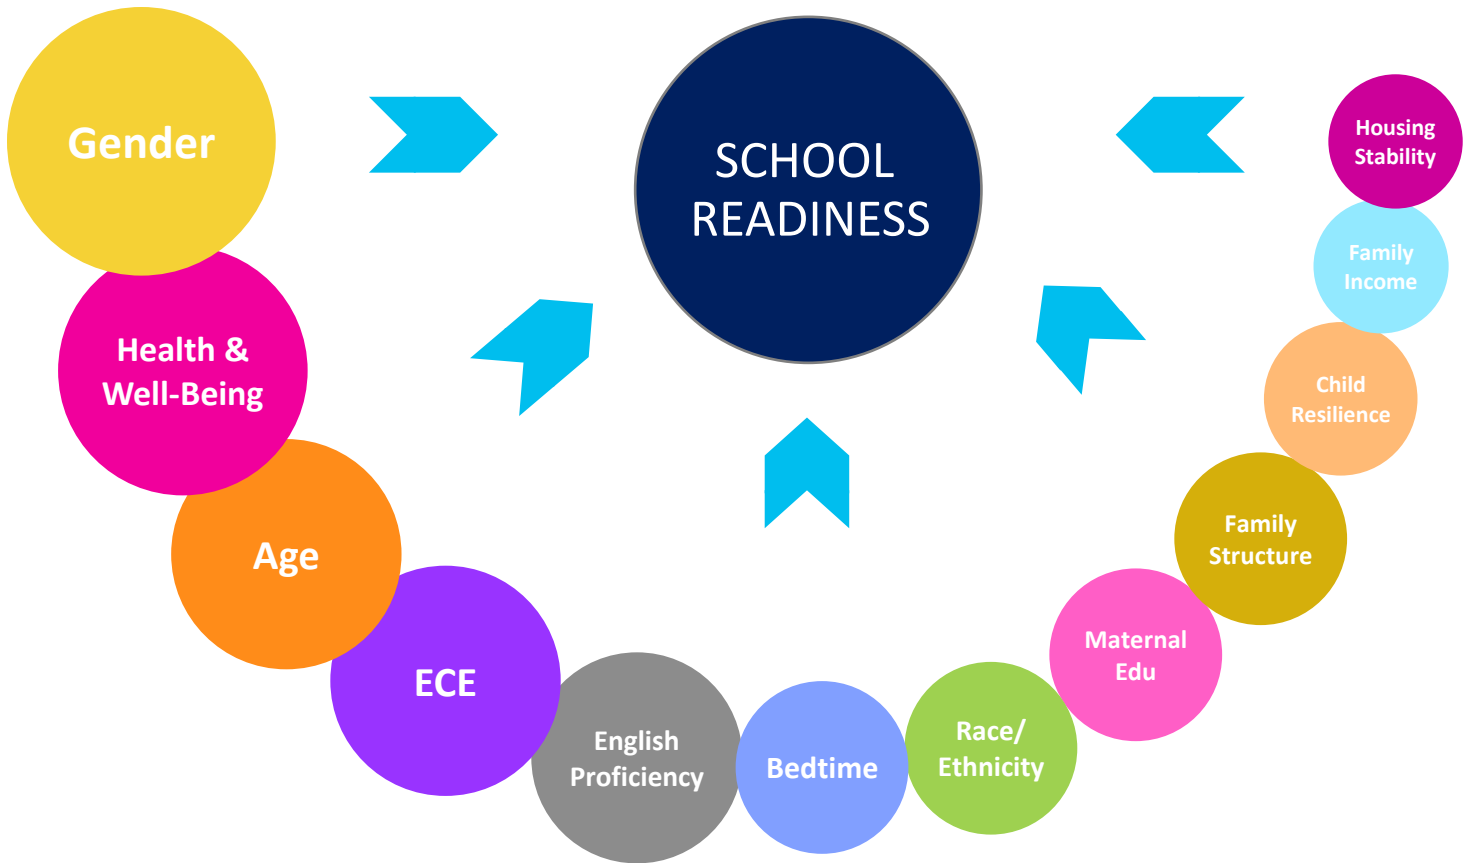 Gender
SCHOOL
READINESS
Housing
Stability
Family
Income
Health &
Well-Being
Child
Resilience
Age
Family
Structure
ECE
Maternal
Edu
English
Proficiency
Bedtime
Race/
Ethnicity